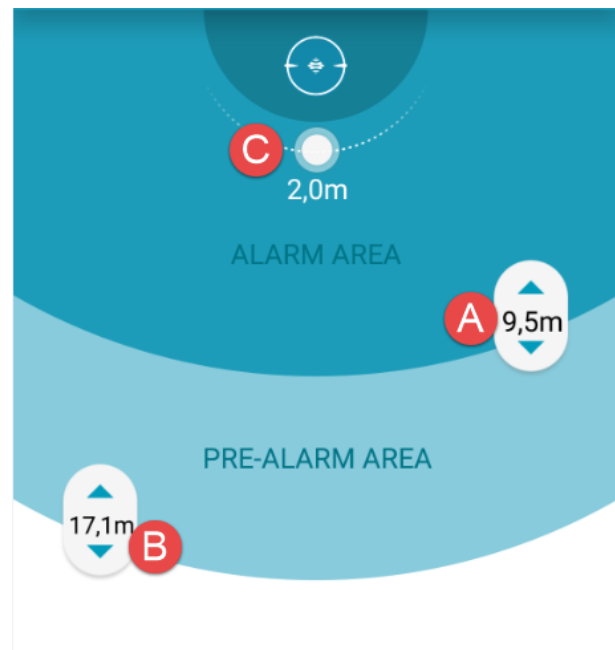 C
2,0m
ALARM AREA
A
9,5m
PRE-ALARM AREA
17,1m
B